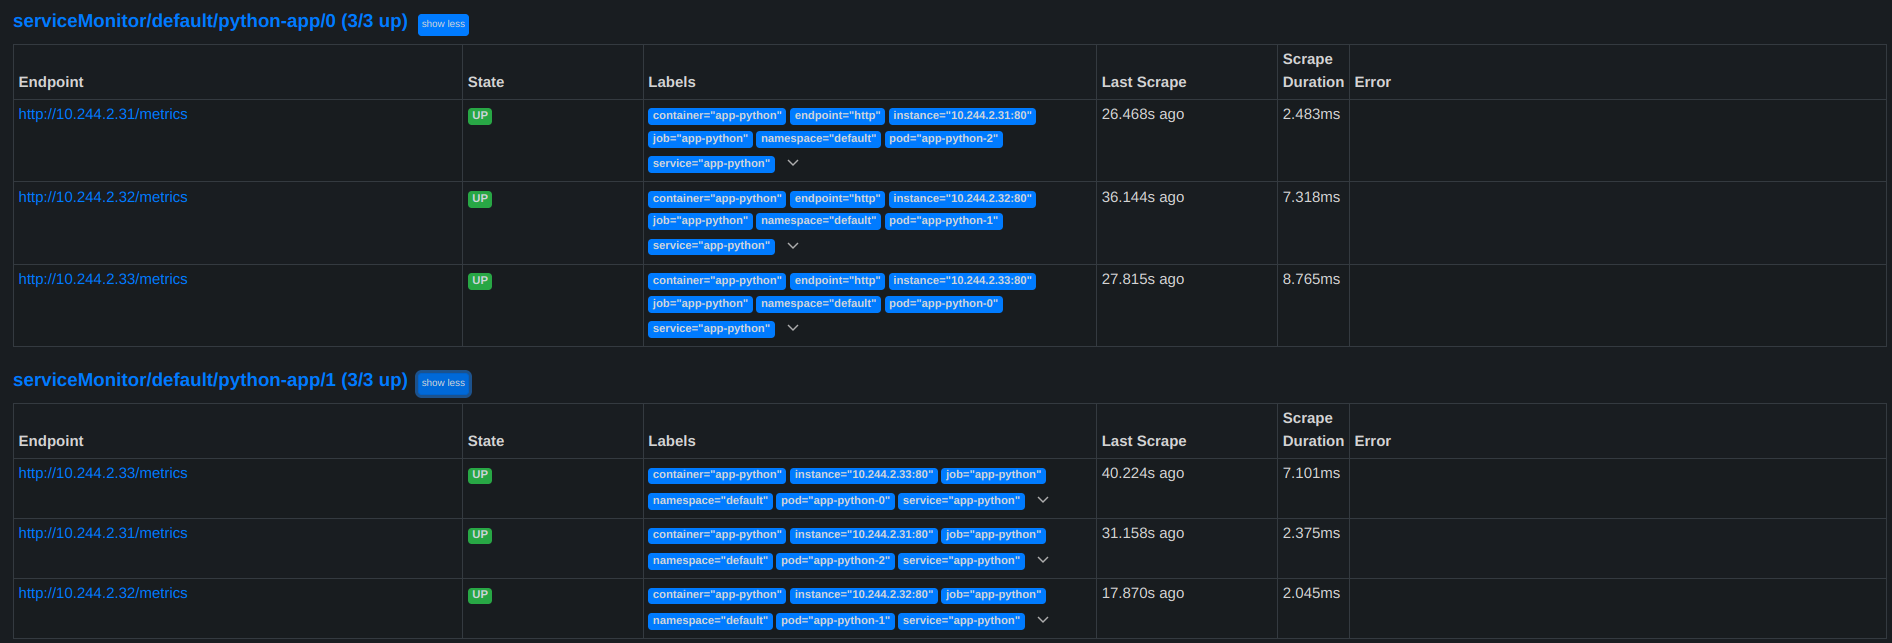 serviceMonitor/default/python-app/0 (3/3 up) show less
Endpoint State Labels Last Scrape Scrape Duration Error
http://10.244.2.31/metrics UP container="app-python" endpoint="http" instance="10.244.2.31:80" 26.468s ago 2.483ms
job="app-python" namespace="default" pod="app-python-2"
service="app-python"
http://10.244.2.32/metrics UP container="app-python" endpoint="http" instance="10.244.2.32:80" 36.144s ago 7.318ms
job="app-python" namespace="default" pod="app-python-1"
service="app-python"
http://10.244.2.33/metrics UP container="app-python" endpoint="http" instance="10.244.2.33:80" 27.815s ago 8.765ms
job="app-python" namespace="default" pod="app-python-0"
service="app-python"
serviceMonitor/default/python-app/1 (3/3 up) show less
Endpoint State Labels Last Scrape Scrape Duration Error
http://10.244.2.33/metrics UP container="app-python" instance="10.244.2.33:80" job="app-python" 40.224s ago 7.101ms
namespace="default" pod="app-python-0" service="app-python"
http://10.244.2.31/metrics UP container="app-python" instance="10.244.2.31:80" job="app-python" 31.158s ago 2.375ms
namespace="default" pod="app-python-2" service="app-python"
http://10.244.2.32/metrics UP container="app-python" instance="10.244.2.32:80" job="app-python" 17.870s ago 2.045ms
namespace="default" pod="app-python-1" service="app-python"